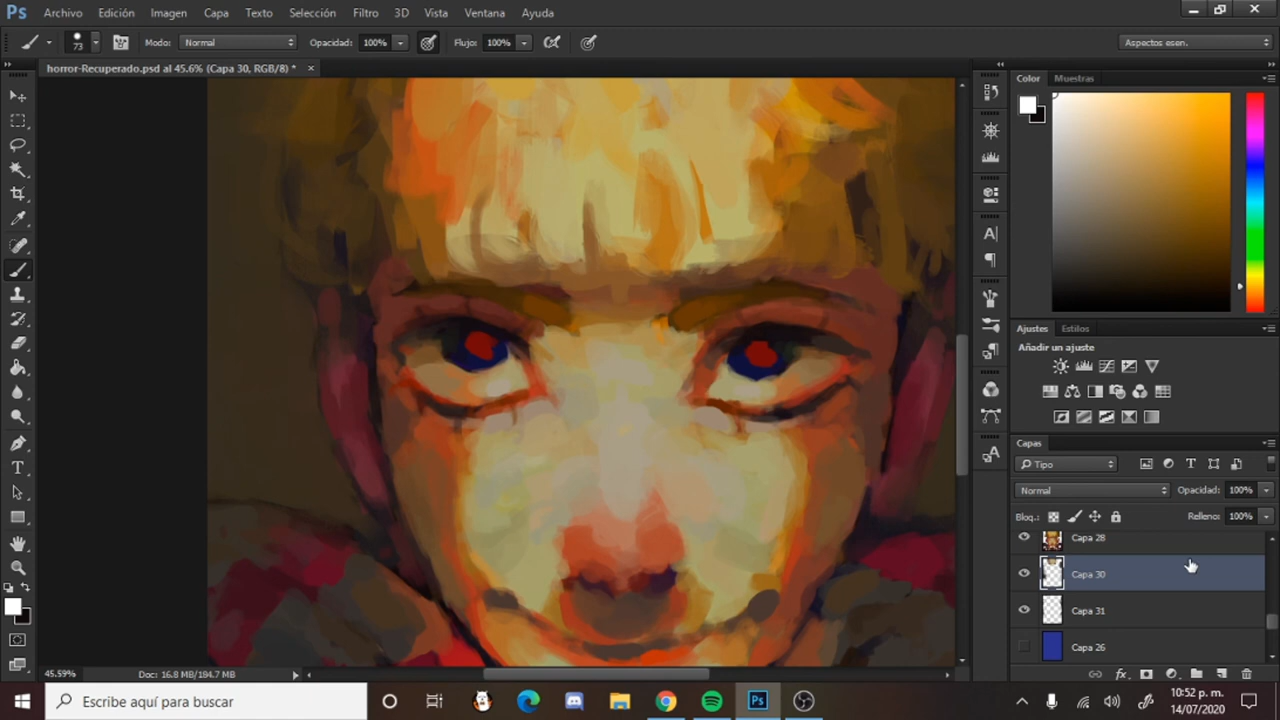 Ps Archivo Edición Imagen Capa Texto Selección Filtro 3D Vista Ventana Ayuda
73 Modo: Normal Opacidad: 100% Flujo: 100% Aspectos esen.
horror-Recuperado.psd al 45.6% (Capa 30, RGB/8) *
Color Muestras
Ajustes Estilos
Añadir un ajuste
Capas
Tipo
Normal Opacidad: 100%
Bloq.: Relleno: 100%
Capa 28
Capa 30
Capa 31
Capa 26
45.59% Doc: 16.8 MB/184.7 MB
Escribe aquí para buscar
Ps
10:52 p. m.
14/07/2020